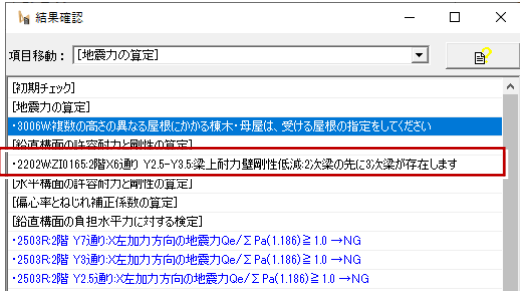 結果確認
項目移動： [地震力の算定]
[初期チェック]
[地震力の算定]
・3006W:複数の高さの異なる屋根にかかる棟木・母屋は、受ける屋根の指定をしてください
[鉛直構面の許容耐力と剛性の算定]
・2202W:ZI0165:2階X6通り Y2.5-Y3.5:梁上耐力壁剛性低減:2次梁の先に3次梁が存在します
[水平構面の許容耐力と剛性の算定]
[偏心率とねじれ補正係数の算定]
[鉛直構面の負担水平力に対する検定]
・2503R:2階 Y7通り:X左加力方向の地震力Qe/ΣPa(1.186)≧1.0 →NG
・2503R:2階 Y3通り:X左加力方向の地震力Qe/ΣPa(1.186)≧1.0 →NG
・2503R:2階 Y2.5通り:X左加力方向の地震力Qe/ΣPa(1.186)≧1.0 →NG